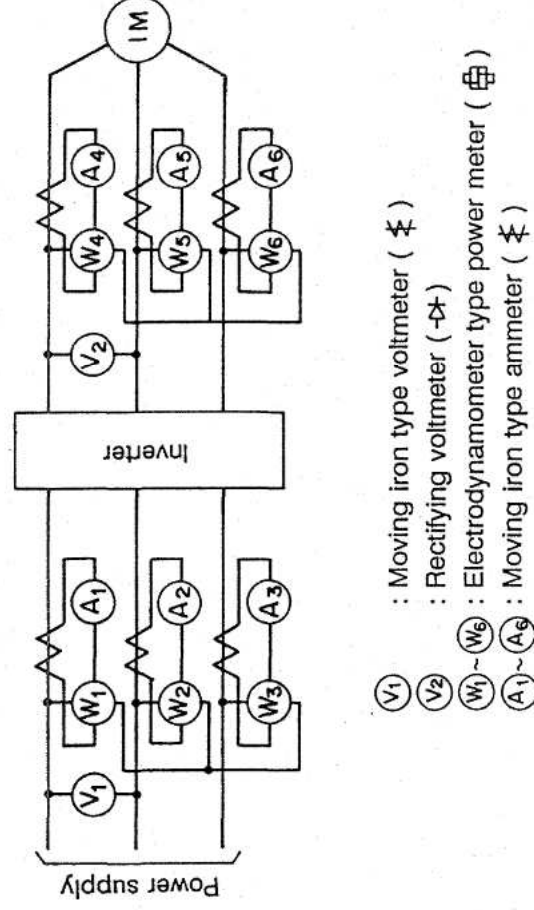 Power supply
V1
W1
A1
W2
A2
W3
A3
Inverter
V2
W4
A4
W5
A5
W6
A6
IM
V1 : Moving iron type voltmeter ( )
V2 : Rectifying voltmeter ( )
W1 ~ W6 : Electrodynamometer type power meter ( )
A1 ~ A6 : Moving iron type ammeter ( )